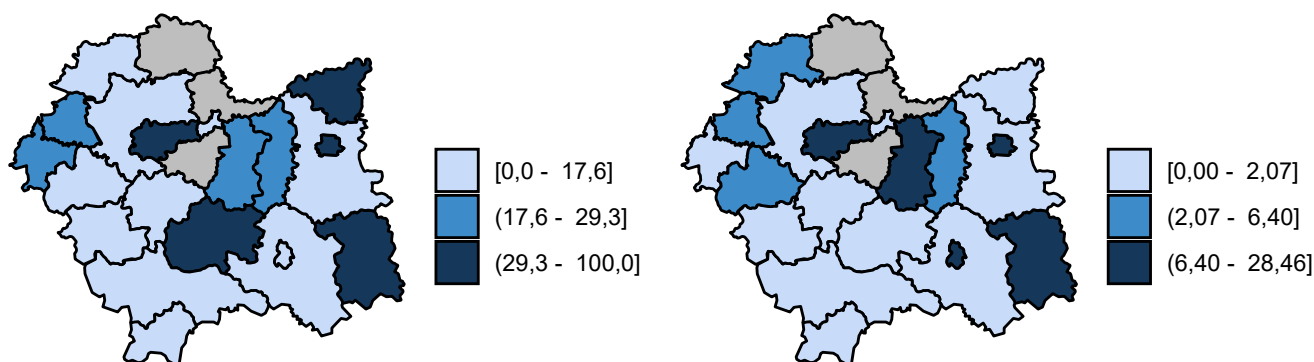 [0,0 - 17,6]
(17,6 - 29,3]
(29,3 - 100,0]
[0,00 - 2,07]
(2,07 - 6,40]
(6,40 - 28,46]